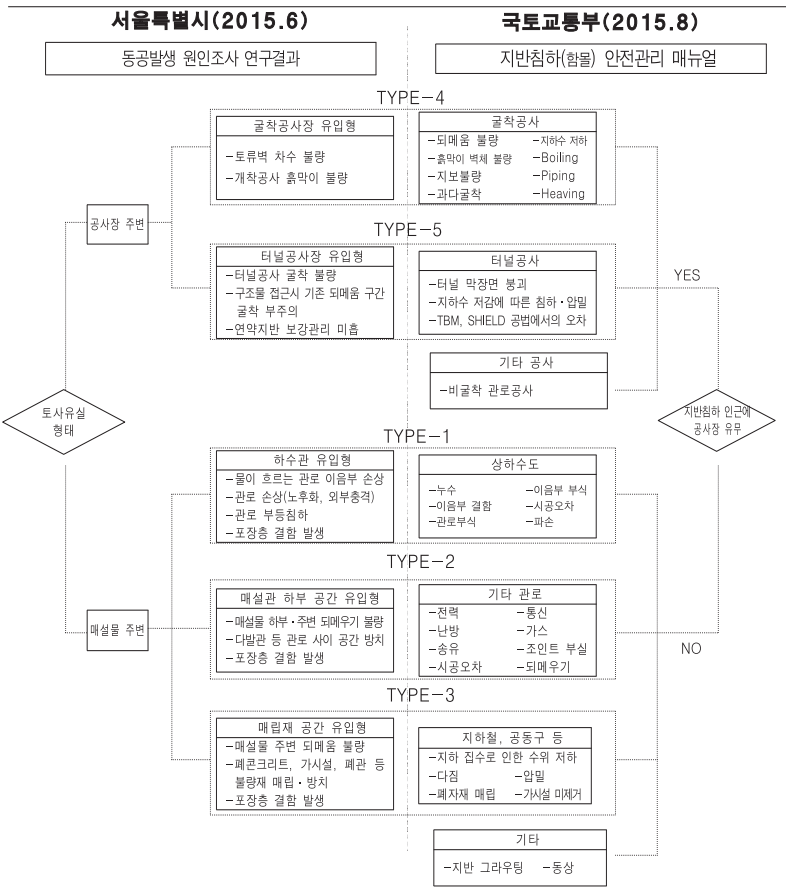 서울특별시(2015.6)
국토교통부(2015.8)
동공발생 원인조사 연구결과
지반침하(함몰) 안전관리 매뉴얼
TYPE-4
굴착공사장 유입형
-토류벽 차수 불량
-개착공사 흙막이 불량
굴착공사
-되메움 불량 -지하수 저하
-흙막이 벽체 불량 -Boiling
-지보불량 -Piping
-과다굴착 -Heaving
공사장 주변
TYPE-5
터널공사장 유입형
-터널공사 굴착 불량
-구조물 접근시 기존 되메움 구간
굴착 부주의
-연약지반 보강관리 미흡
터널공사
-터널 막장면 붕괴
-지하수 저감에 따른 침하·압밀
-TBM, SHIELD 공법에서의 오차
YES
기타 공사
-비굴착 관로공사
토사유실
형태
지반침하 인근에
공사장 유무
TYPE-1
하수관 유입형
-물이 흐르는 관로 이음부 손상
-관로 손상(노후화, 외부충격)
-관로 부등침하
-포장층 결함 발생
상하수도
-누수 -이음부 부식
-이음부 결함 -시공오차
-관로부식 -파손
TYPE-2
매설물 주변
매설관 하부 공간 유입형
-매설물 하부·주변 되메우기 불량
-다발관 등 관로 사이 공간 방치
-포장층 결함 발생
기타 관로
-전력 -통신
-난방 -가스
-송유 -조인트 부실
-시공오차 -되메우기
NO
TYPE-3
매립재 공간 유입형
-매설물 주변 되메움 불량
-폐콘크리트, 가시설, 폐관 등
불량재 매립·방치
-포장층 결함 발생
지하철, 공동구 등
-지하 집수로 인한 수위 저하
-다짐 -압밀
-폐자재 매립 -가시설 미제거
기타
-지반 그라우팅 -동상